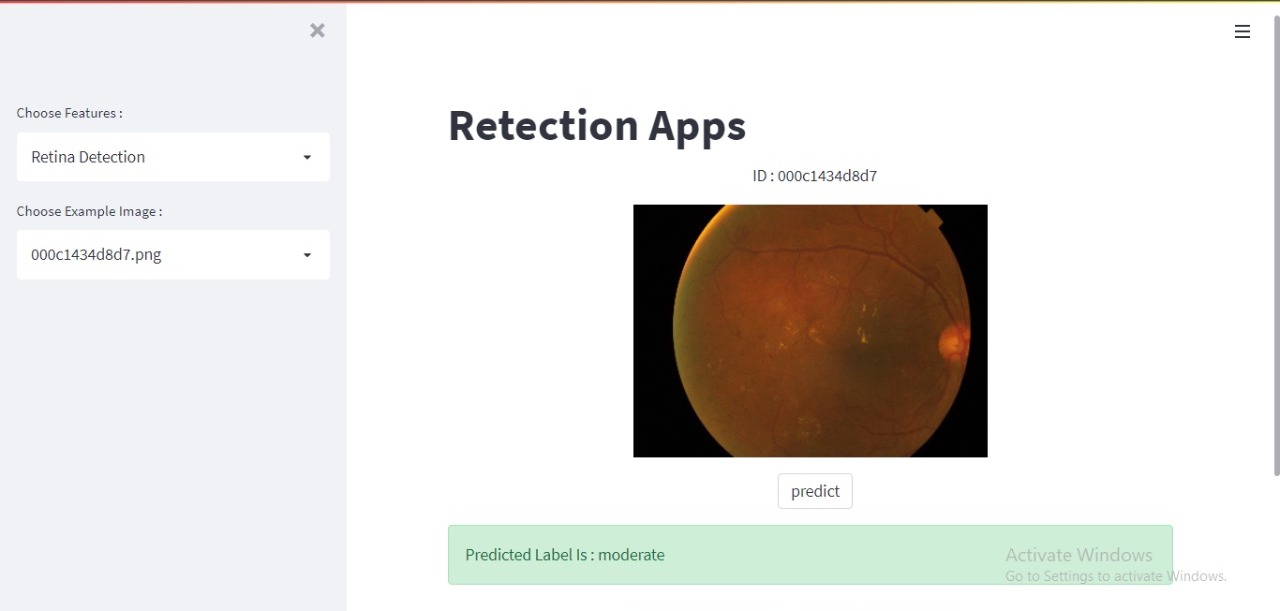 Choose Features :
Retina Detection
Choose Example Image :
000c1434d8d7.png
Retection Apps
ID : 000c1434d8d7
predict
Predicted Label Is : moderate
Activate Windows
Go to Settings to activate Windows.